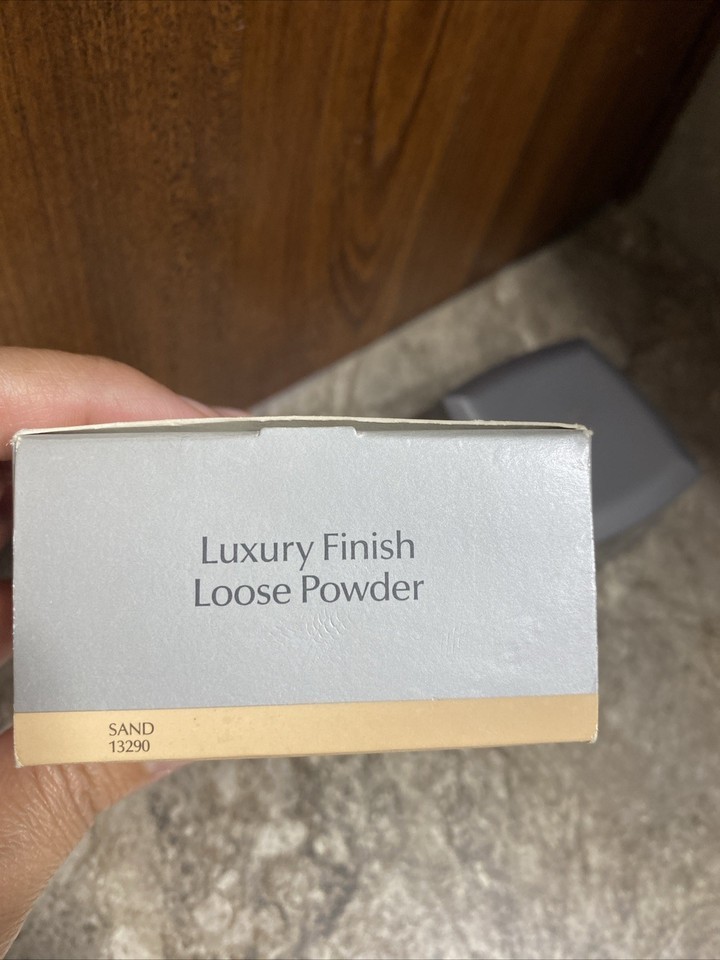 Luxury Finish
Loose Powder
SAND
13290